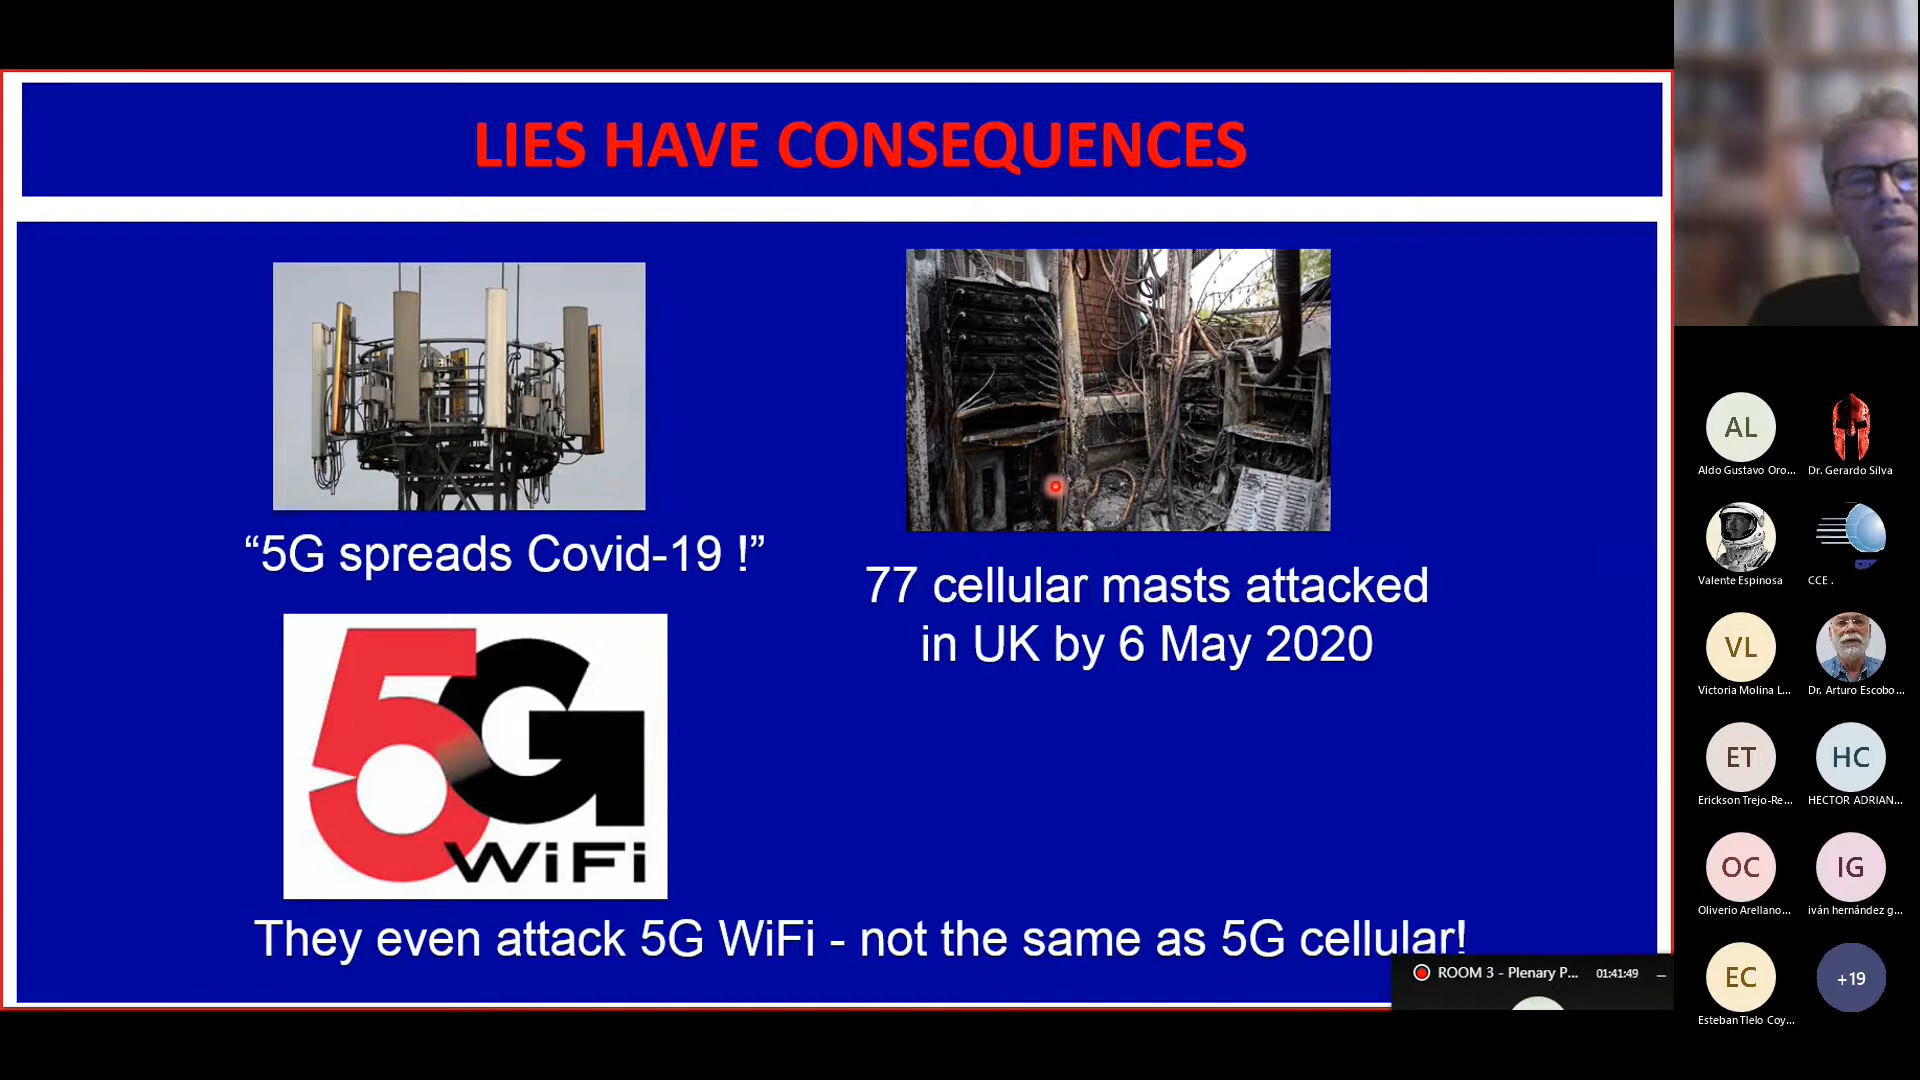 LIES HAVE CONSEQUENCES
“5G spreads Covid-19 !”
77 cellular masts attacked
in UK by 6 May 2020
5G
WiFi
They even attack 5G WiFi - not the same as 5G cellular!
ROOM 3 - Plenary P... 01:41:49
AL
Aldo Gustavo Oro...
Dr. Gerardo Silva
Valente Espinosa
CCE .
VL
Victoria Molina L...
Dr. Arturo Escobo...
ET
Erickson Trejo-Re...
HC
HECTOR ADRIAN...
OC
Oliverio Arellano...
IG
iván hernández g...
EC
Esteban Tlelo Coy...
+19